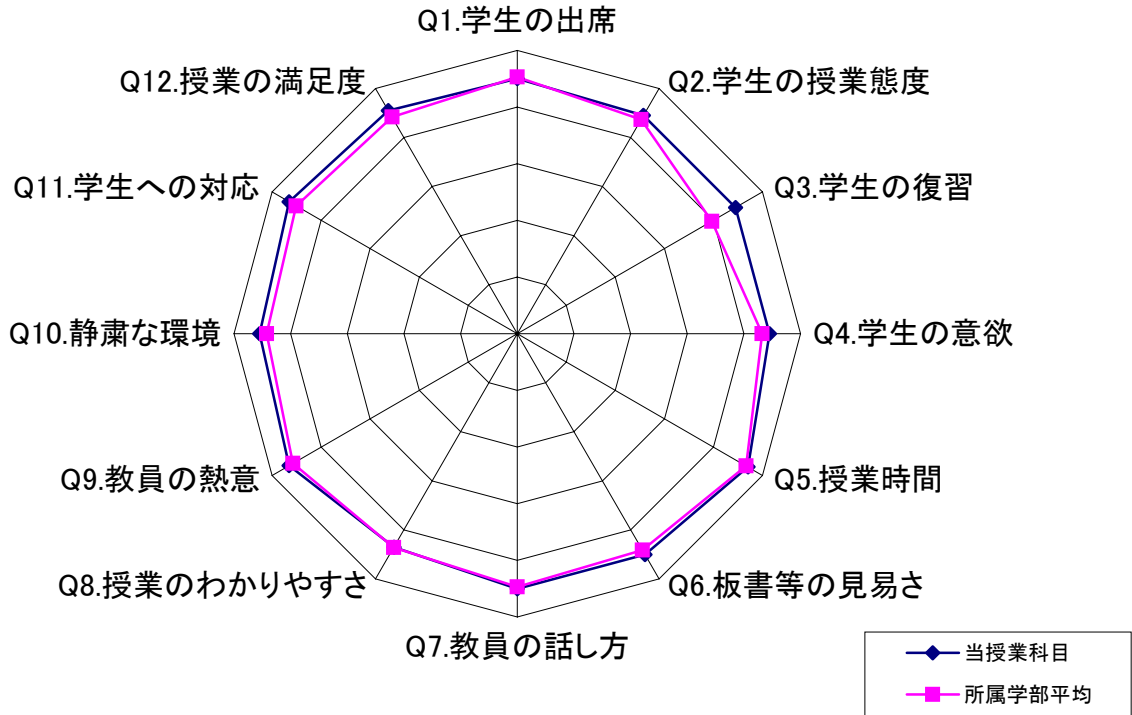 Q1.学生の出席
Q2.学生の授業態度
Q3.学生の復習
Q4.学生の意欲
Q5.授業時間
Q6.板書等の見易さ
Q7.教員の話し方
Q8.授業のわかりやすさ
Q9.教員の熱意
Q10.静粛な環境
Q11.学生への対応
Q12.授業の満足度
当授業科目
所属学部平均